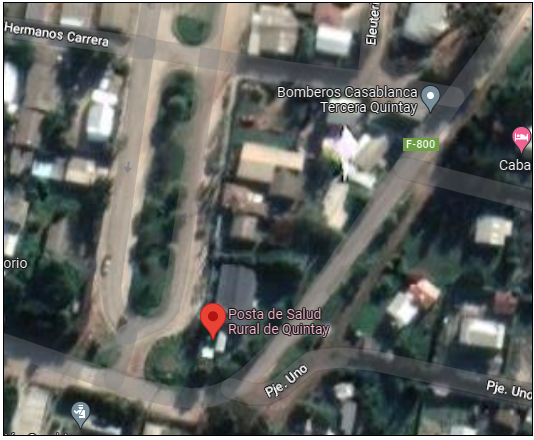 Hermanos Carrera
Eleuter
Bomberos Casablanca
Tercera Quintay
F-800
Caba
orio
Posta de Salud
Rural de Quintay
Pje. Uno
Pje. Uno